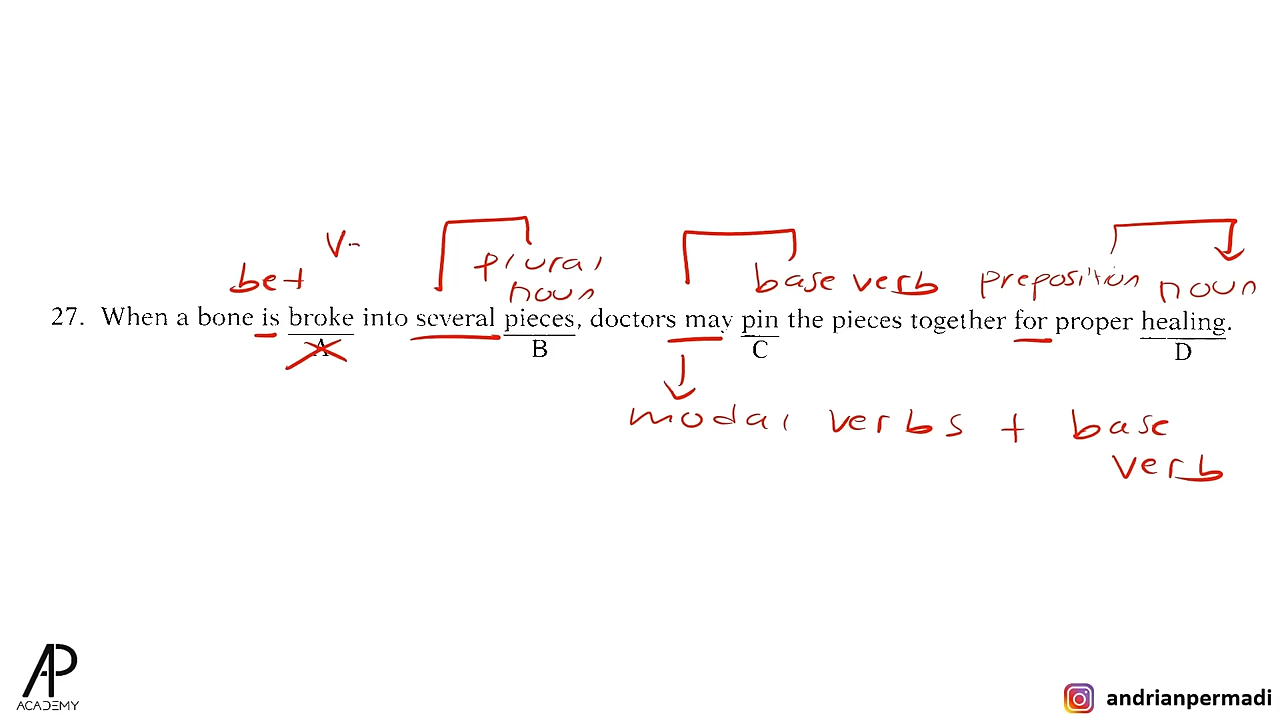 V-
be +
plural
noun
base verb
preposition
noun
27. When a bone is broke into several pieces, doctors may pin the pieces together for proper healing.
A
B
C
D
modal verbs + base
verb
AP
ACADEMY
andrianpermadi